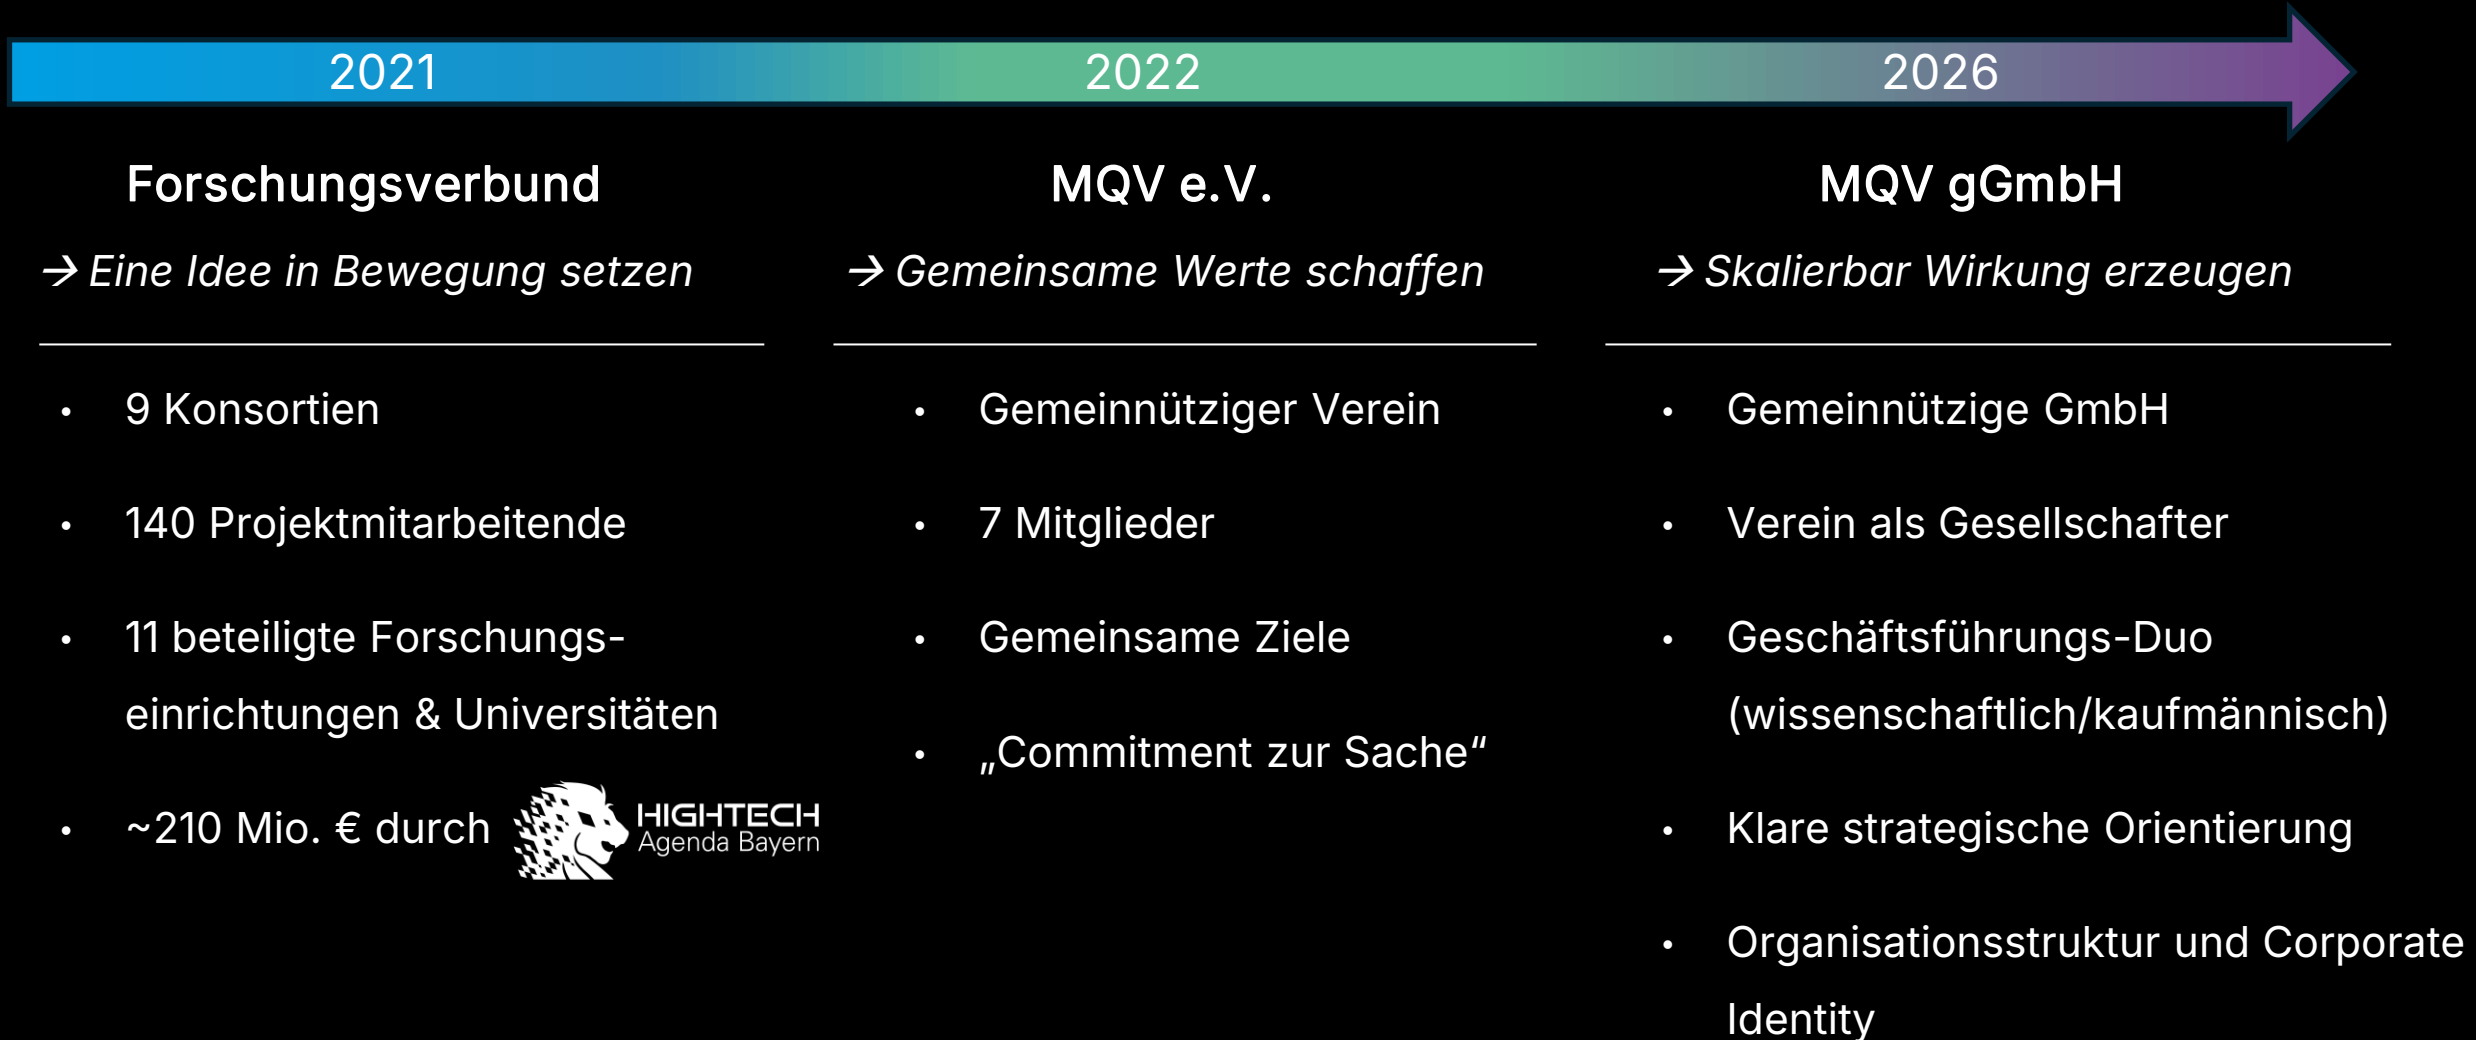 2021
2022
2026
Forschungsverbund
→ Eine Idee in Bewegung setzen
9 Konsortien
140 Projektmitarbeitende
11 beteiligte Forschungs-
einrichtungen & Universitäten
~210 Mio. € durch
HIGHTECH
Agenda Bayern
MQV e.V.
→ Gemeinsame Werte schaffen
Gemeinnütziger Verein
7 Mitglieder
Gemeinsame Ziele
„Commitment zur Sache“
MQV gGmbH
→ Skalierbar Wirkung erzeugen
Gemeinnützige GmbH
Verein als Gesellschafter
Geschäftsführungs-Duo
(wissenschaftlich/kaufmännisch)
Klare strategische Orientierung
Organisationsstruktur und Corporate
Identity